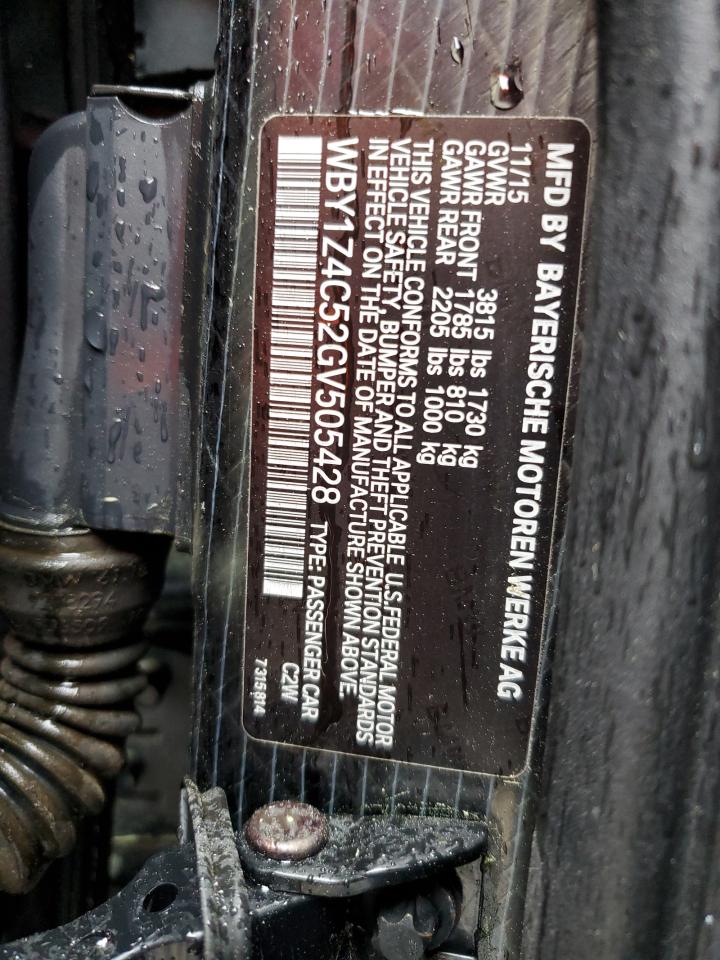 MFD BY BAYERISCHE MOTOREN WERKE AG
11/15
GVWR 3815 lbs 1730 kg
GAWR FRONT 1785 lbs 810 kg
GAWR REAR 2205 lbs 1000 kg
THIS VEHICLE CONFORMS TO ALL APPLICABLE U.S.FEDERAL MOTOR
VEHICLE SAFETY, BUMPER AND THEFT PREVENTION STANDARDS
IN EFFECT ON THE DATE OF MANUFACTURE SHOWN ABOVE.
WBY1Z4C52GV505428 TYPE: PASSENGER CAR
C2IW
7315814
BMW